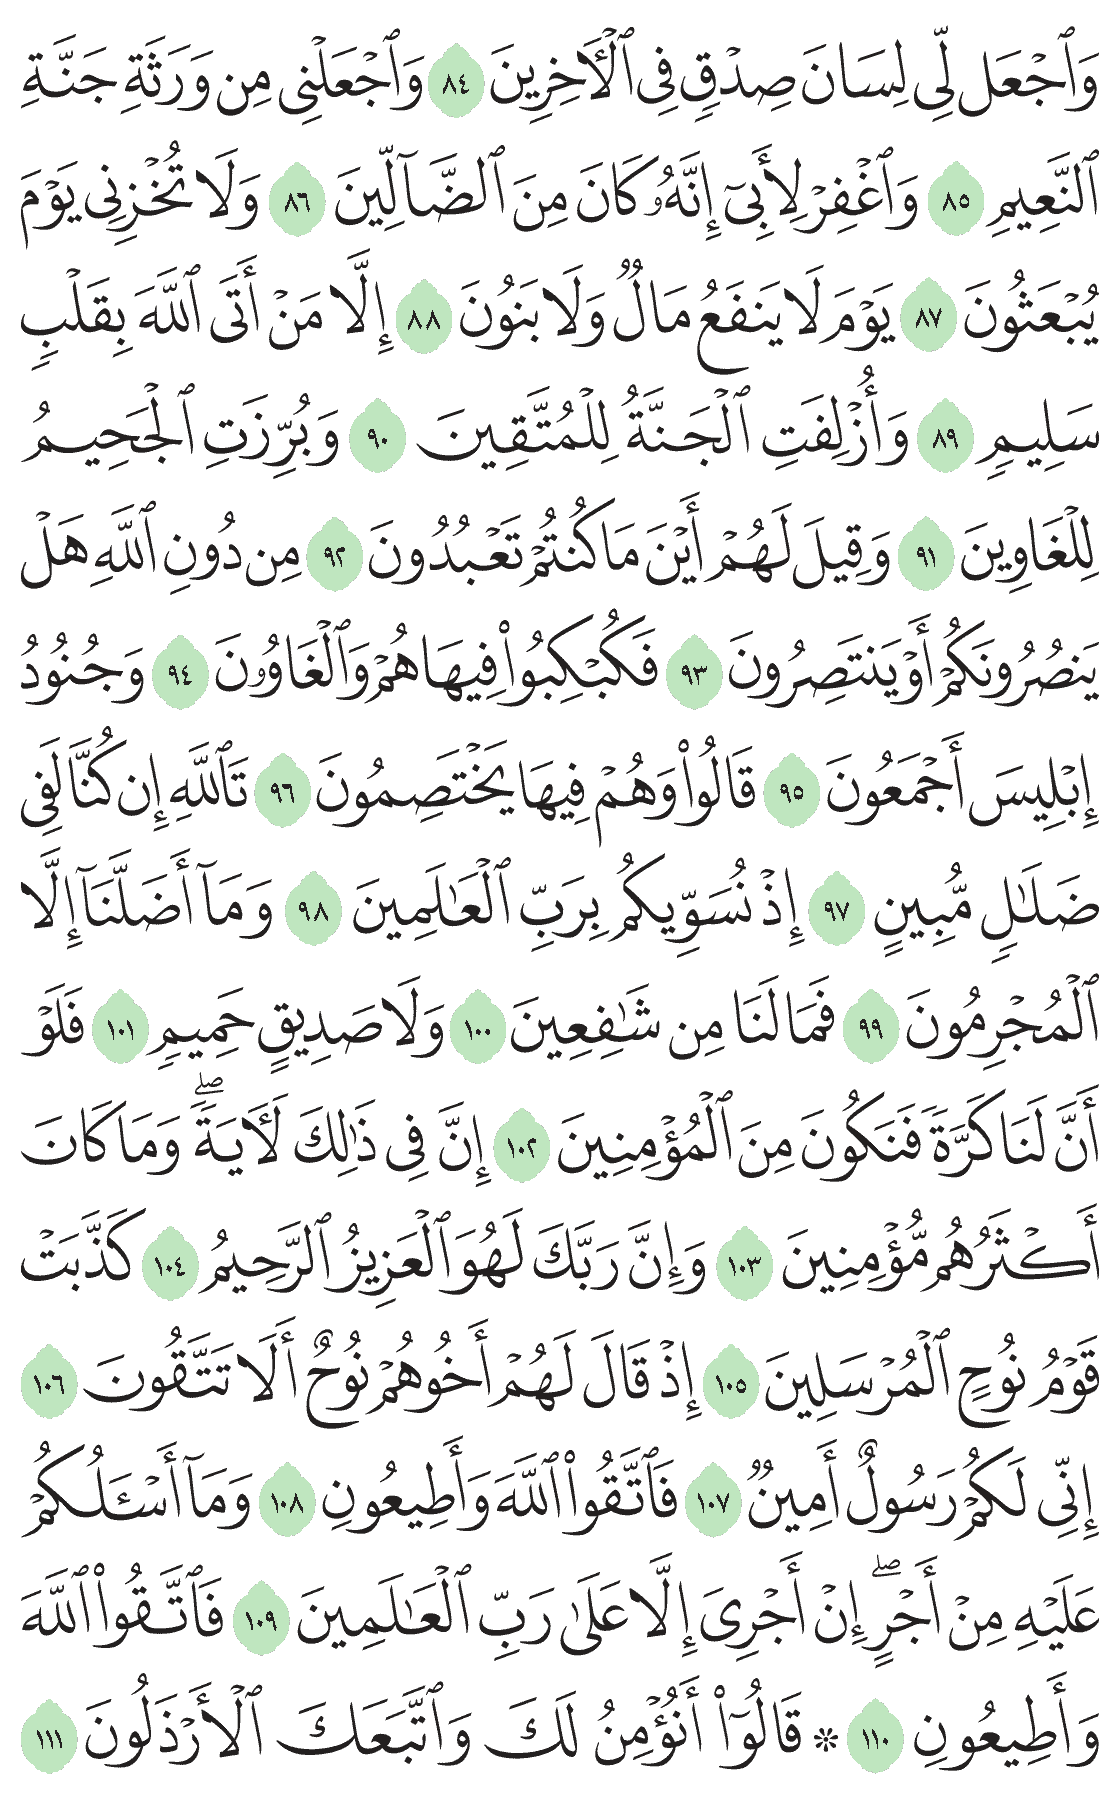 وَٱجْعَل لِّى لِسَانَ صِدْقٍ فِى ٱلْـَٔاخِرِينَ ٨٤ وَٱجْعَلْنِى مِن وَرَثَةِ جَنَّةِ
ٱلنَّعِيمِ ٨٥ وَٱغْفِرْ لِأَبِىٓ إِنَّهُۥ كَانَ مِنَ ٱلضَّآلِّينَ ٨٦ وَلَا تُخْزِنِى يَوْمَ
يُبْعَثُونَ ٨٧ يَوْمَ لَا يَنفَعُ مَالٌ وَلَا بَنُونَ ٨٨ إِلَّا مَنْ أَتَى ٱللَّهَ بِقَلْبٍ
سَلِيمٍ ٨٩ وَأُزْلِفَتِ ٱلْجَنَّةُ لِلْمُتَّقِينَ ٩٠ وَبُرِّزَتِ ٱلْجَحِيمُ
لِلْغَاوِينَ ٩١ وَقِيلَ لَهُمْ أَيْنَ مَا كُنتُمْ تَعْبُدُونَ ٩٢ مِن دُونِ ٱللَّهِ هَلْ
يَنصُرُونَكُمْ أَوْ يَنتَصِرُونَ ٩٣ فَكُبْكِبُوا۟ فِيهَا هُمْ وَٱلْغَاوُۥنَ ٩٤ وَجُنُودُ
إِبْلِيسَ أَجْمَعُونَ ٩٥ قَالُوا۟ وَهُمْ فِيهَا يَخْتَصِمُونَ ٩٦ تَٱللَّهِ إِن كُنَّا لَفِى
ضَلَٰلٍ مُّبِينٍ ٩٧ إِذْ نُسَوِّيكُم بِرَبِّ ٱلْعَٰلَمِينَ ٩٨ وَمَآ أَضَلَّنَآ إِلَّا
ٱلْمُجْرِمُونَ ٩٩ فَمَا لَنَا مِن شَٰفِعِينَ ١٠٠ وَلَا صَدِيقٍ حَمِيمٍ ١٠١ فَلَوْ
أَنَّ لَنَا كَرَّةً فَنَكُونَ مِنَ ٱلْمُؤْمِنِينَ ١٠٢ إِنَّ فِى ذَٰلِكَ لَـَٔايَةً ۖ وَمَا كَانَ
أَكْثَرُهُم مُّؤْمِنِينَ ١٠٣ وَإِنَّ رَبَّكَ لَهُوَ ٱلْعَزِيزُ ٱلرَّحِيمُ ١٠٤ كَذَّبَتْ
قَوْمُ نُوحٍ ٱلْمُرْسَلِينَ ١٠٥ إِذْ قَالَ لَهُمْ أَخُوهُمْ نُوحٌ أَلَا تَتَّقُونَ ١٠٦
إِنِّى لَكُمْ رَسُولٌ أَمِينٌ ١٠٧ فَٱتَّقُوا۟ ٱللَّهَ وَأَطِيعُونِ ١٠٨ وَمَآ أَسْـَٔلُكُمْ
عَلَيْهِ مِنْ أَجْرٍ ۖ إِنْ أَجْرِىَ إِلَّا عَلَىٰ رَبِّ ٱلْعَٰلَمِينَ ١٠٩ فَٱتَّقُوا۟ ٱللَّهَ
وَأَطِيعُونِ ١١٠ ۞ قَالُوٓا۟ أَنُؤْمِنُ لَكَ وَٱتَّبَعَكَ ٱلْأَرْذَلُونَ ١١١